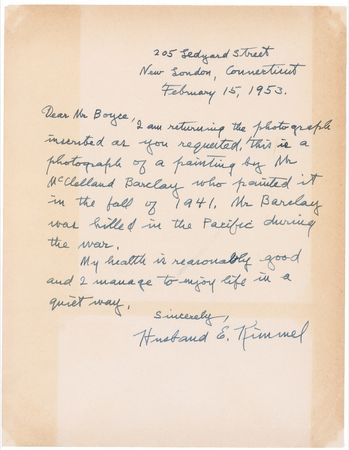 205 Ledyard Street
New London, Connecticut
February 15, 1953.
Dear Mr Boyce,
I am returning the photograph
inscribed as you requested. This is a
photograph of a painting by Mr
McClelland Barclay who painted it
in the fall of 1941. Mr Barclay
was killed in the Pacific during
the war.
My health is reasonably good
and I manage to enjoy life in a
quiet way.
Sincerely,
Husband E. Kimmel